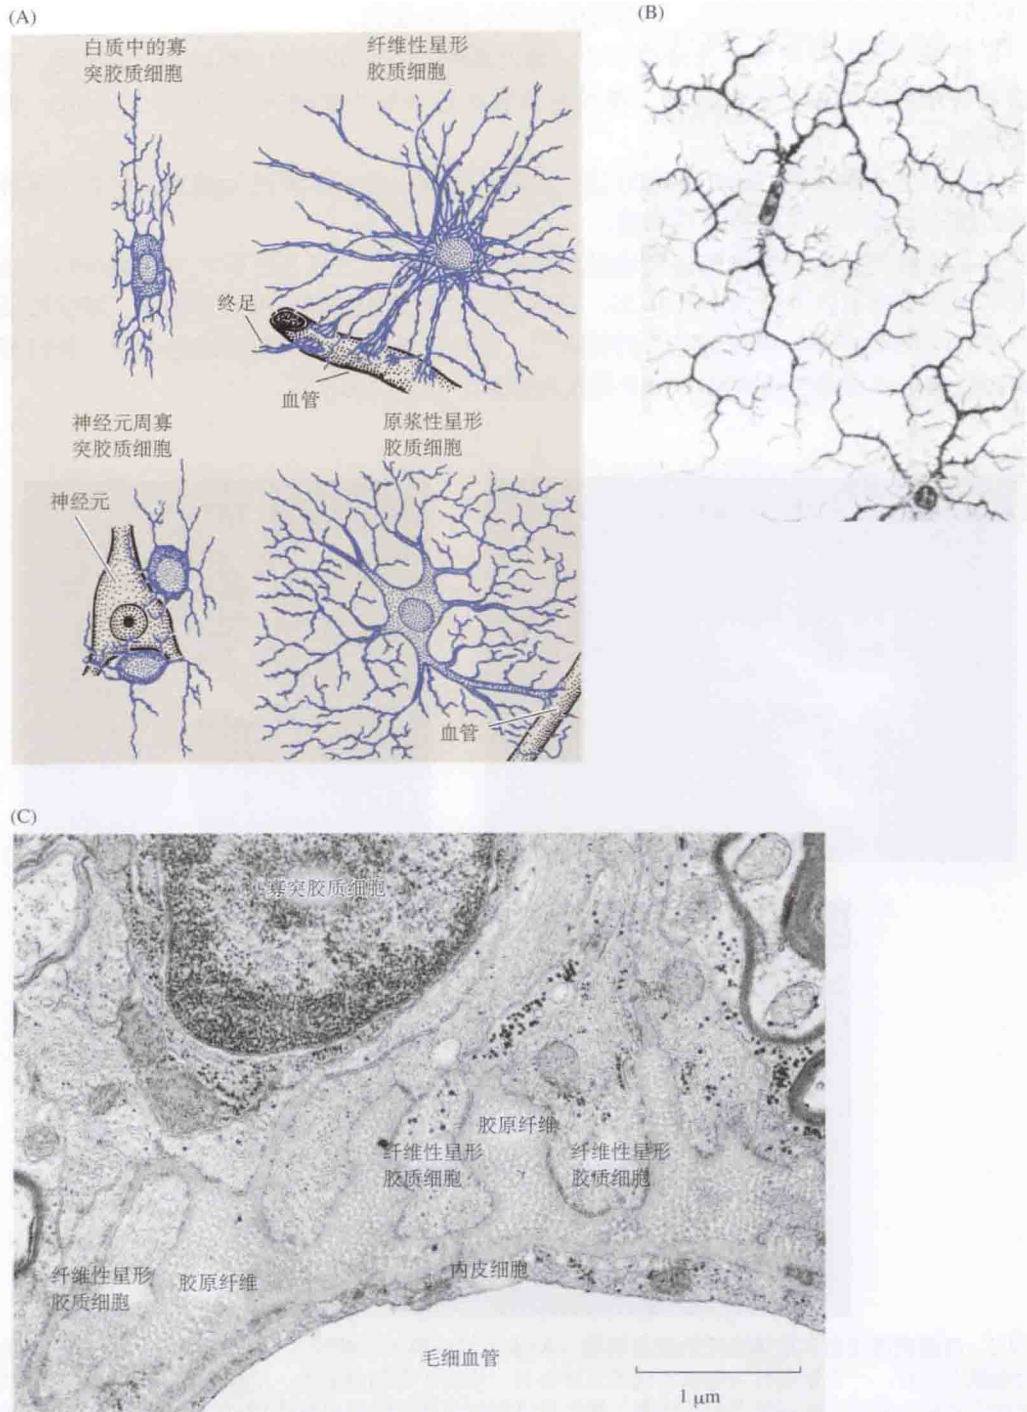 (A)
白质中的寡
突胶质细胞
纤维性星形
胶质细胞
终足
血管
神经元周寡
突胶质细胞
神经元
原浆性星形
胶质细胞
血管
(B)
(C)
寡突胶质细胞
胶原纤维
纤维性星形
胶质细胞
纤维性星形
胶质细胞
纤维性星形
胶质细胞
胶原纤维
内皮细胞
毛细血管
1 μm